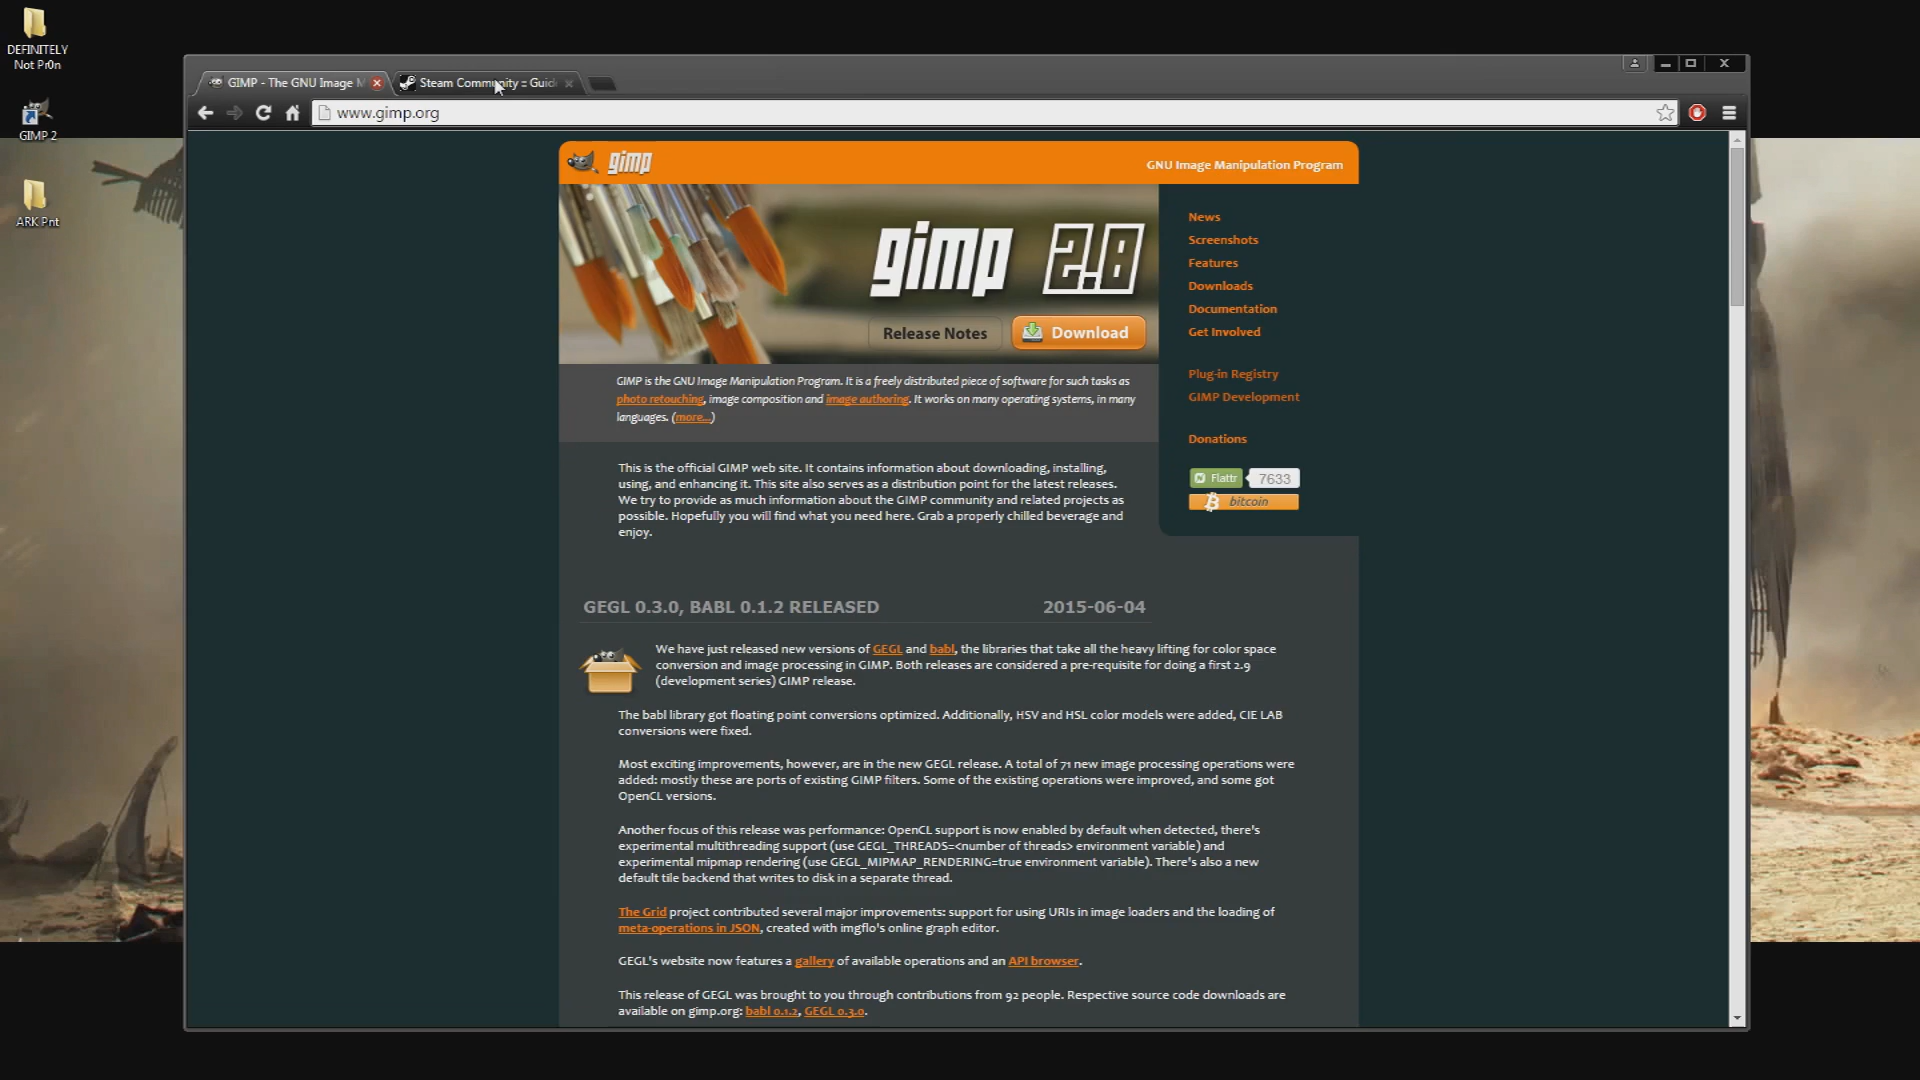 DEFINITELY
Not Pr0n
GIMP 2
ARK Pnt
GIMP - The GNU Image M
Steam Community :: Guid
www.gimp.org
gimp
GNU Image Manipulation Program
gimp 2.8
Release Notes
Download
News
Screenshots
Features
Downloads
Documentation
Get Involved
Plug-in Registry
GIMP Development
Donations
Flattr 7633
bitcoin
GIMP is the GNU Image Manipulation Program. It is a freely distributed piece of software for such tasks as
photo retouching, image composition and image authoring. It works on many operating systems, in many
languages. (more...)
This is the official GIMP web site. It contains information about downloading, installing,
using, and enhancing it. This site also serves as a distribution point for the latest releases.
We try to provide as much information about the GIMP community and related projects as
possible. Hopefully you will find what you need here. Grab a properly chilled beverage and
enjoy.
GEGL 0.3.0, BABL 0.1.2 RELEASED 2015-06-04
We have just released new versions of GEGL and babl, the libraries that take all the heavy lifting for color space
conversion and image processing in GIMP. Both releases are considered a pre-requisite for doing a first 2.9
(development series) GIMP release.
The babl library got floating point conversions optimized. Additionally, HSV and HSL color models were added, CIE LAB
conversions were fixed.
Most exciting improvements, however, are in the new GEGL release. A total of 71 new image processing operations were
added: mostly these are ports of existing GIMP filters. Some of the existing operations were improved, and some got
OpenCL versions.
Another focus of this release was performance: OpenCL support is now enabled by default when detected, there's
experimental multithreading support (use GEGL_THREADS=<number of threads> environment variable) and
experimental mipmap rendering (use GEGL_MIPMAP_RENDERING=true environment variable). There's also a new
default tile backend that writes to disk in a separate thread.
The Grid project contributed several major improvements: support for using URIs in image loaders and the loading of
meta-operations in JSON, created with imgflo's online graph editor.
GEGL's website now features a gallery of available operations and an API browser.
This release of GEGL was brought to you through contributions from 92 people. Respective source code downloads are
available on gimp.org: babl 0.1.2, GEGL 0.3.0.